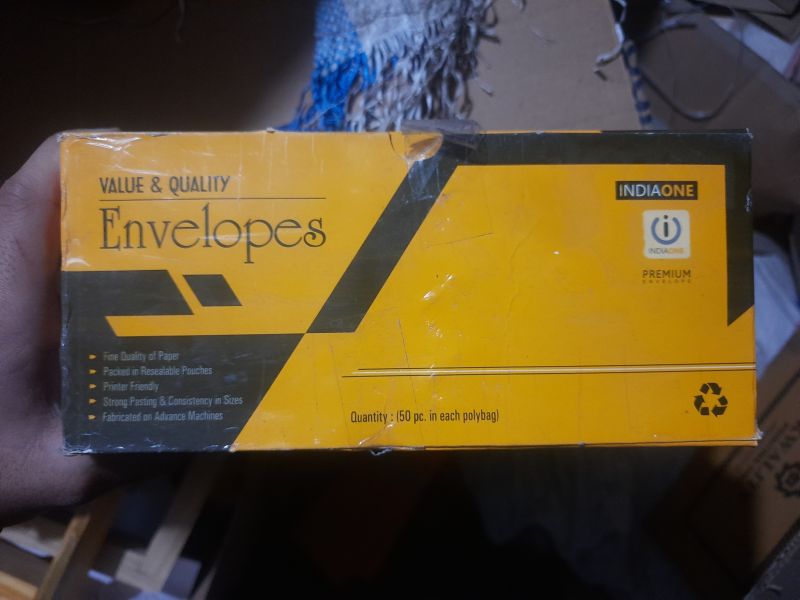 VALUE & QUALITY
Envelopes
Fine Quality of Paper
Packed in Resealable Pouches
Printer Friendly
Strong Pasting & Consistency in Sizes
Fabricated on Advance Machines
INDIAONE
INDIAONE
PREMIUM
ENVELOPE
Quantity : (50 pc. in each polybag)